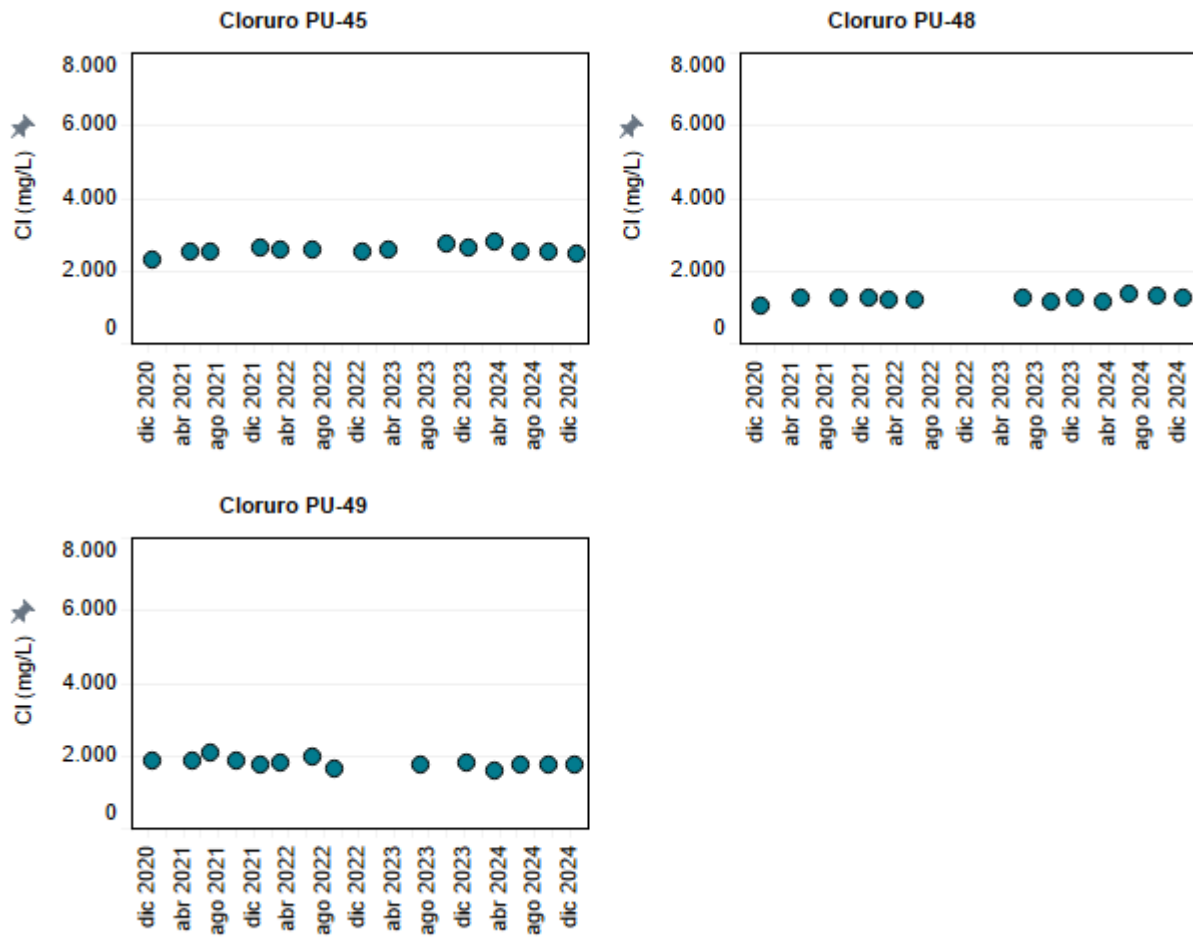 Cloruro PU-45
Cl (mg/L)
8.000
6.000
4.000
2.000
0
dic 2020
abr 2021
ago 2021
dic 2021
abr 2022
ago 2022
dic 2022
abr 2023
ago 2023
dic 2023
abr 2024
ago 2024
dic 2024
Cloruro PU-48
Cl (mg/L)
8.000
6.000
4.000
2.000
0
dic 2020
abr 2021
ago 2021
dic 2021
abr 2022
ago 2022
dic 2022
abr 2023
ago 2023
dic 2023
abr 2024
ago 2024
dic 2024
Cloruro PU-49
Cl (mg/L)
8.000
6.000
4.000
2.000
0
dic 2020
abr 2021
ago 2021
dic 2021
abr 2022
ago 2022
dic 2022
abr 2023
ago 2023
dic 2023
abr 2024
ago 2024
dic 2024